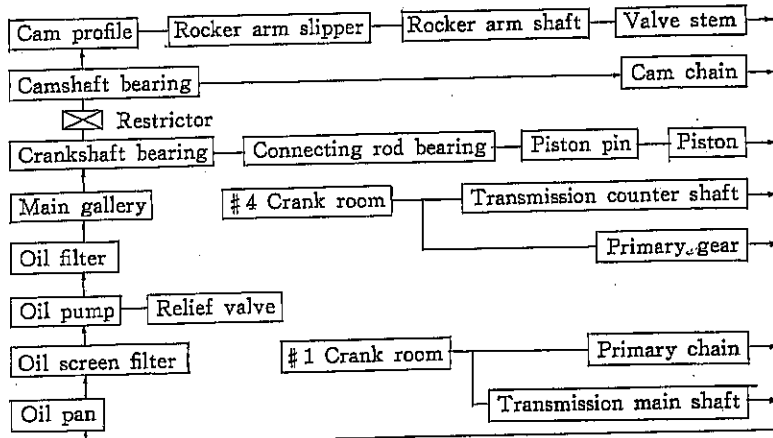 Cam profile Rocker arm slipper Rocker arm shaft Valve stem
Camshaft bearing Cam chain
Restrictor
Crankshaft bearing Connecting rod bearing Piston pin Piston
Main gallery #4 Crank room Transmission counter shaft
Oil filter Primary gear
Oil pump Relief valve
Oil screen filter #1 Crank room Primary chain
Oil pan Transmission main shaft